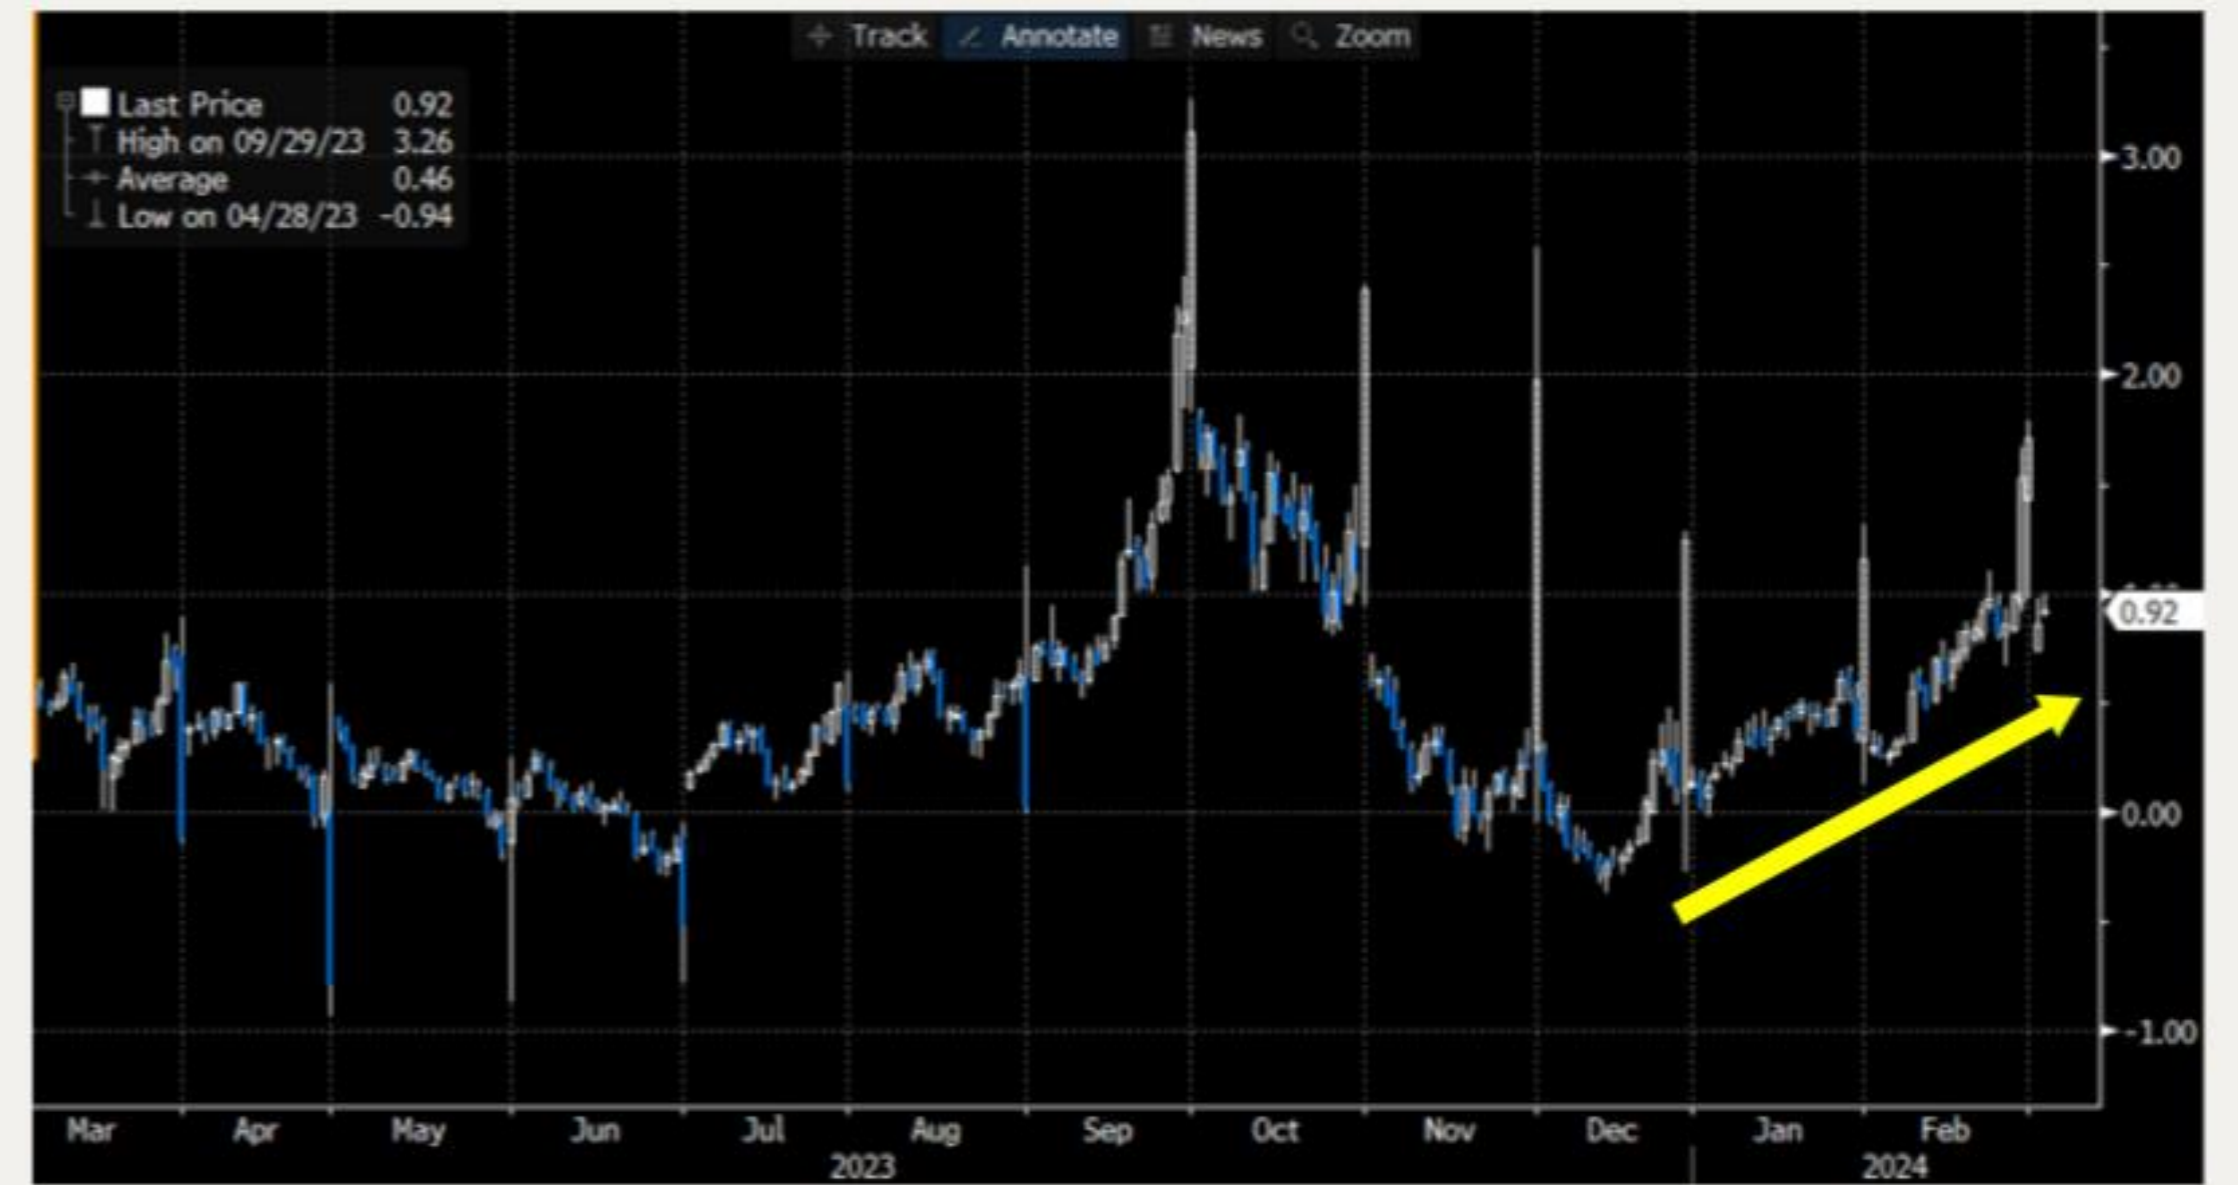 Track Annotate News Zoom
Last Price 0.92
High on 09/29/23 3.26
Average 0.46
Low on 04/28/23 -0.94
3.00
2.00
0.92
0.00
-1.00
Mar Apr May Jun Jul Aug Sep Oct Nov Dec Jan Feb
2023 2024